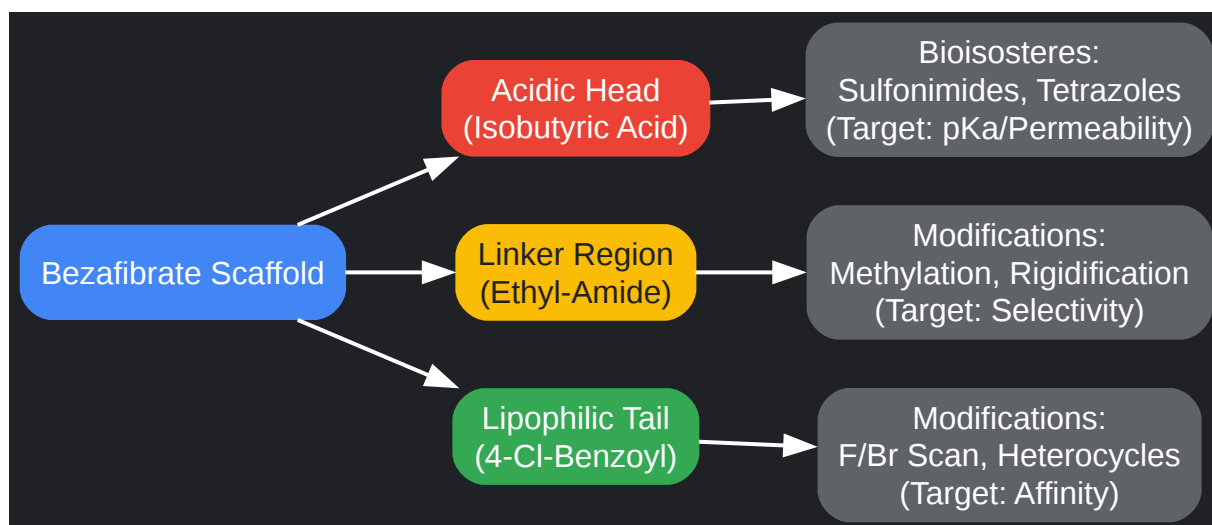 Bezafibrate Scaffold
Acidic Head
(Isobutyric Acid)
Bioisosteres:
Sulfonimides, Tetrazoles
(Target: pKa/Permeability)
Linker Region
(Ethyl-Amide)
Modifications:
Methylation, Rigidification
(Target: Selectivity)
Lipophilic Tail
(4-Cl-Benzoyl)
Modifications:
F/Br Scan, Heterocycles
(Target: Affinity)